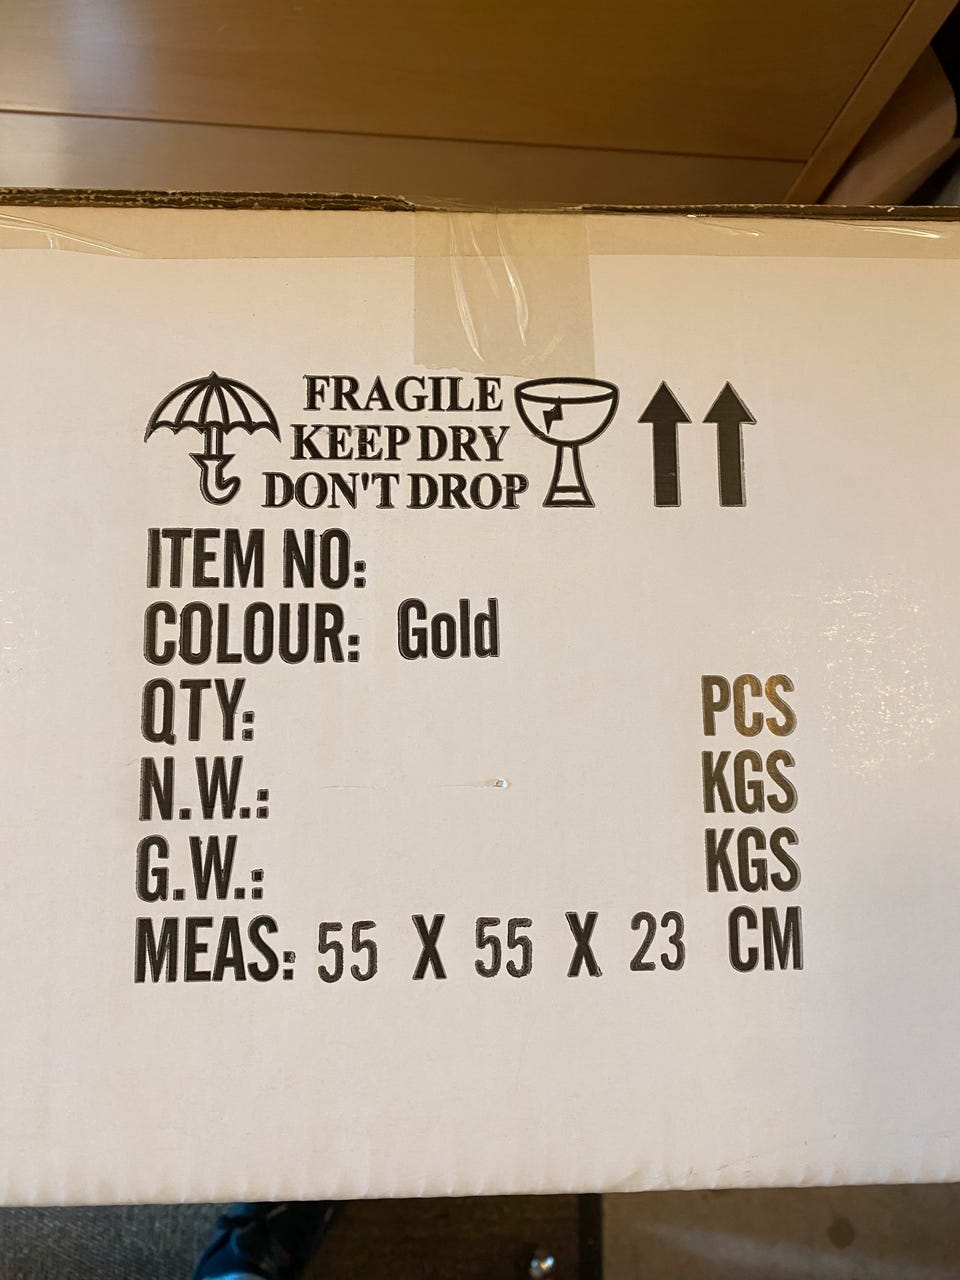 FRAGILE
KEEP DRY
DON'T DROP
ITEM NO:
COLOUR: Gold
QTY: PCS
N.W.: KGS
G.W.: KGS
MEAS: 55 X 55 X 23 CM